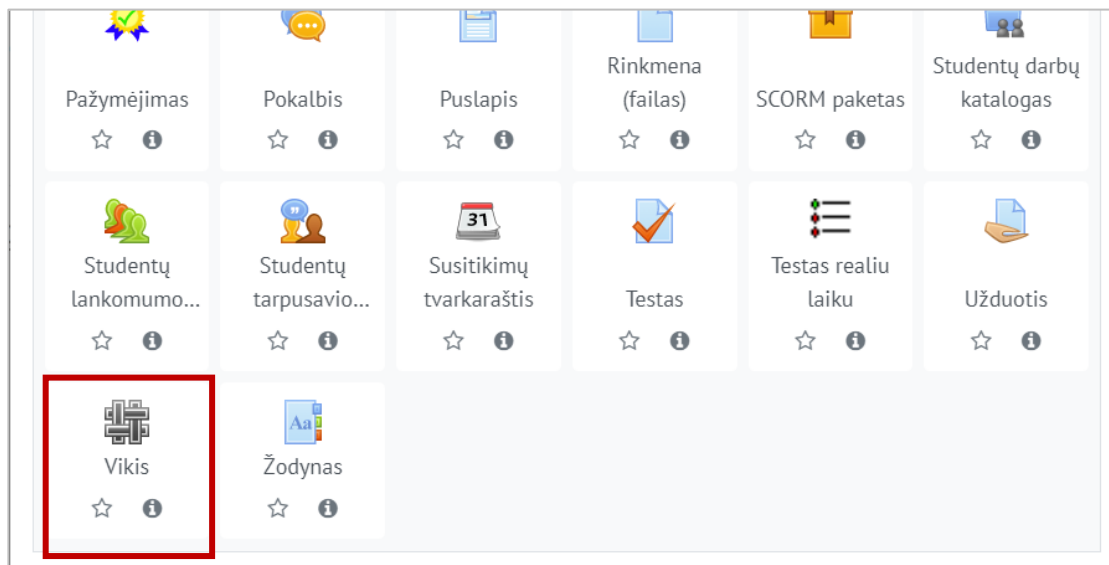 Pažymėjimas
Pokalbis
Puslapis
Rinkmena
(failas)
SCORM paketas
Studentų darbų
katalogas
Studentų
lankomumo...
Studentų
tarpusavio...
31
Susitikimų
tvarkaraštis
Testas
Testas realiu
laiku
Užduotis
Vikis
Aa
Žodynas